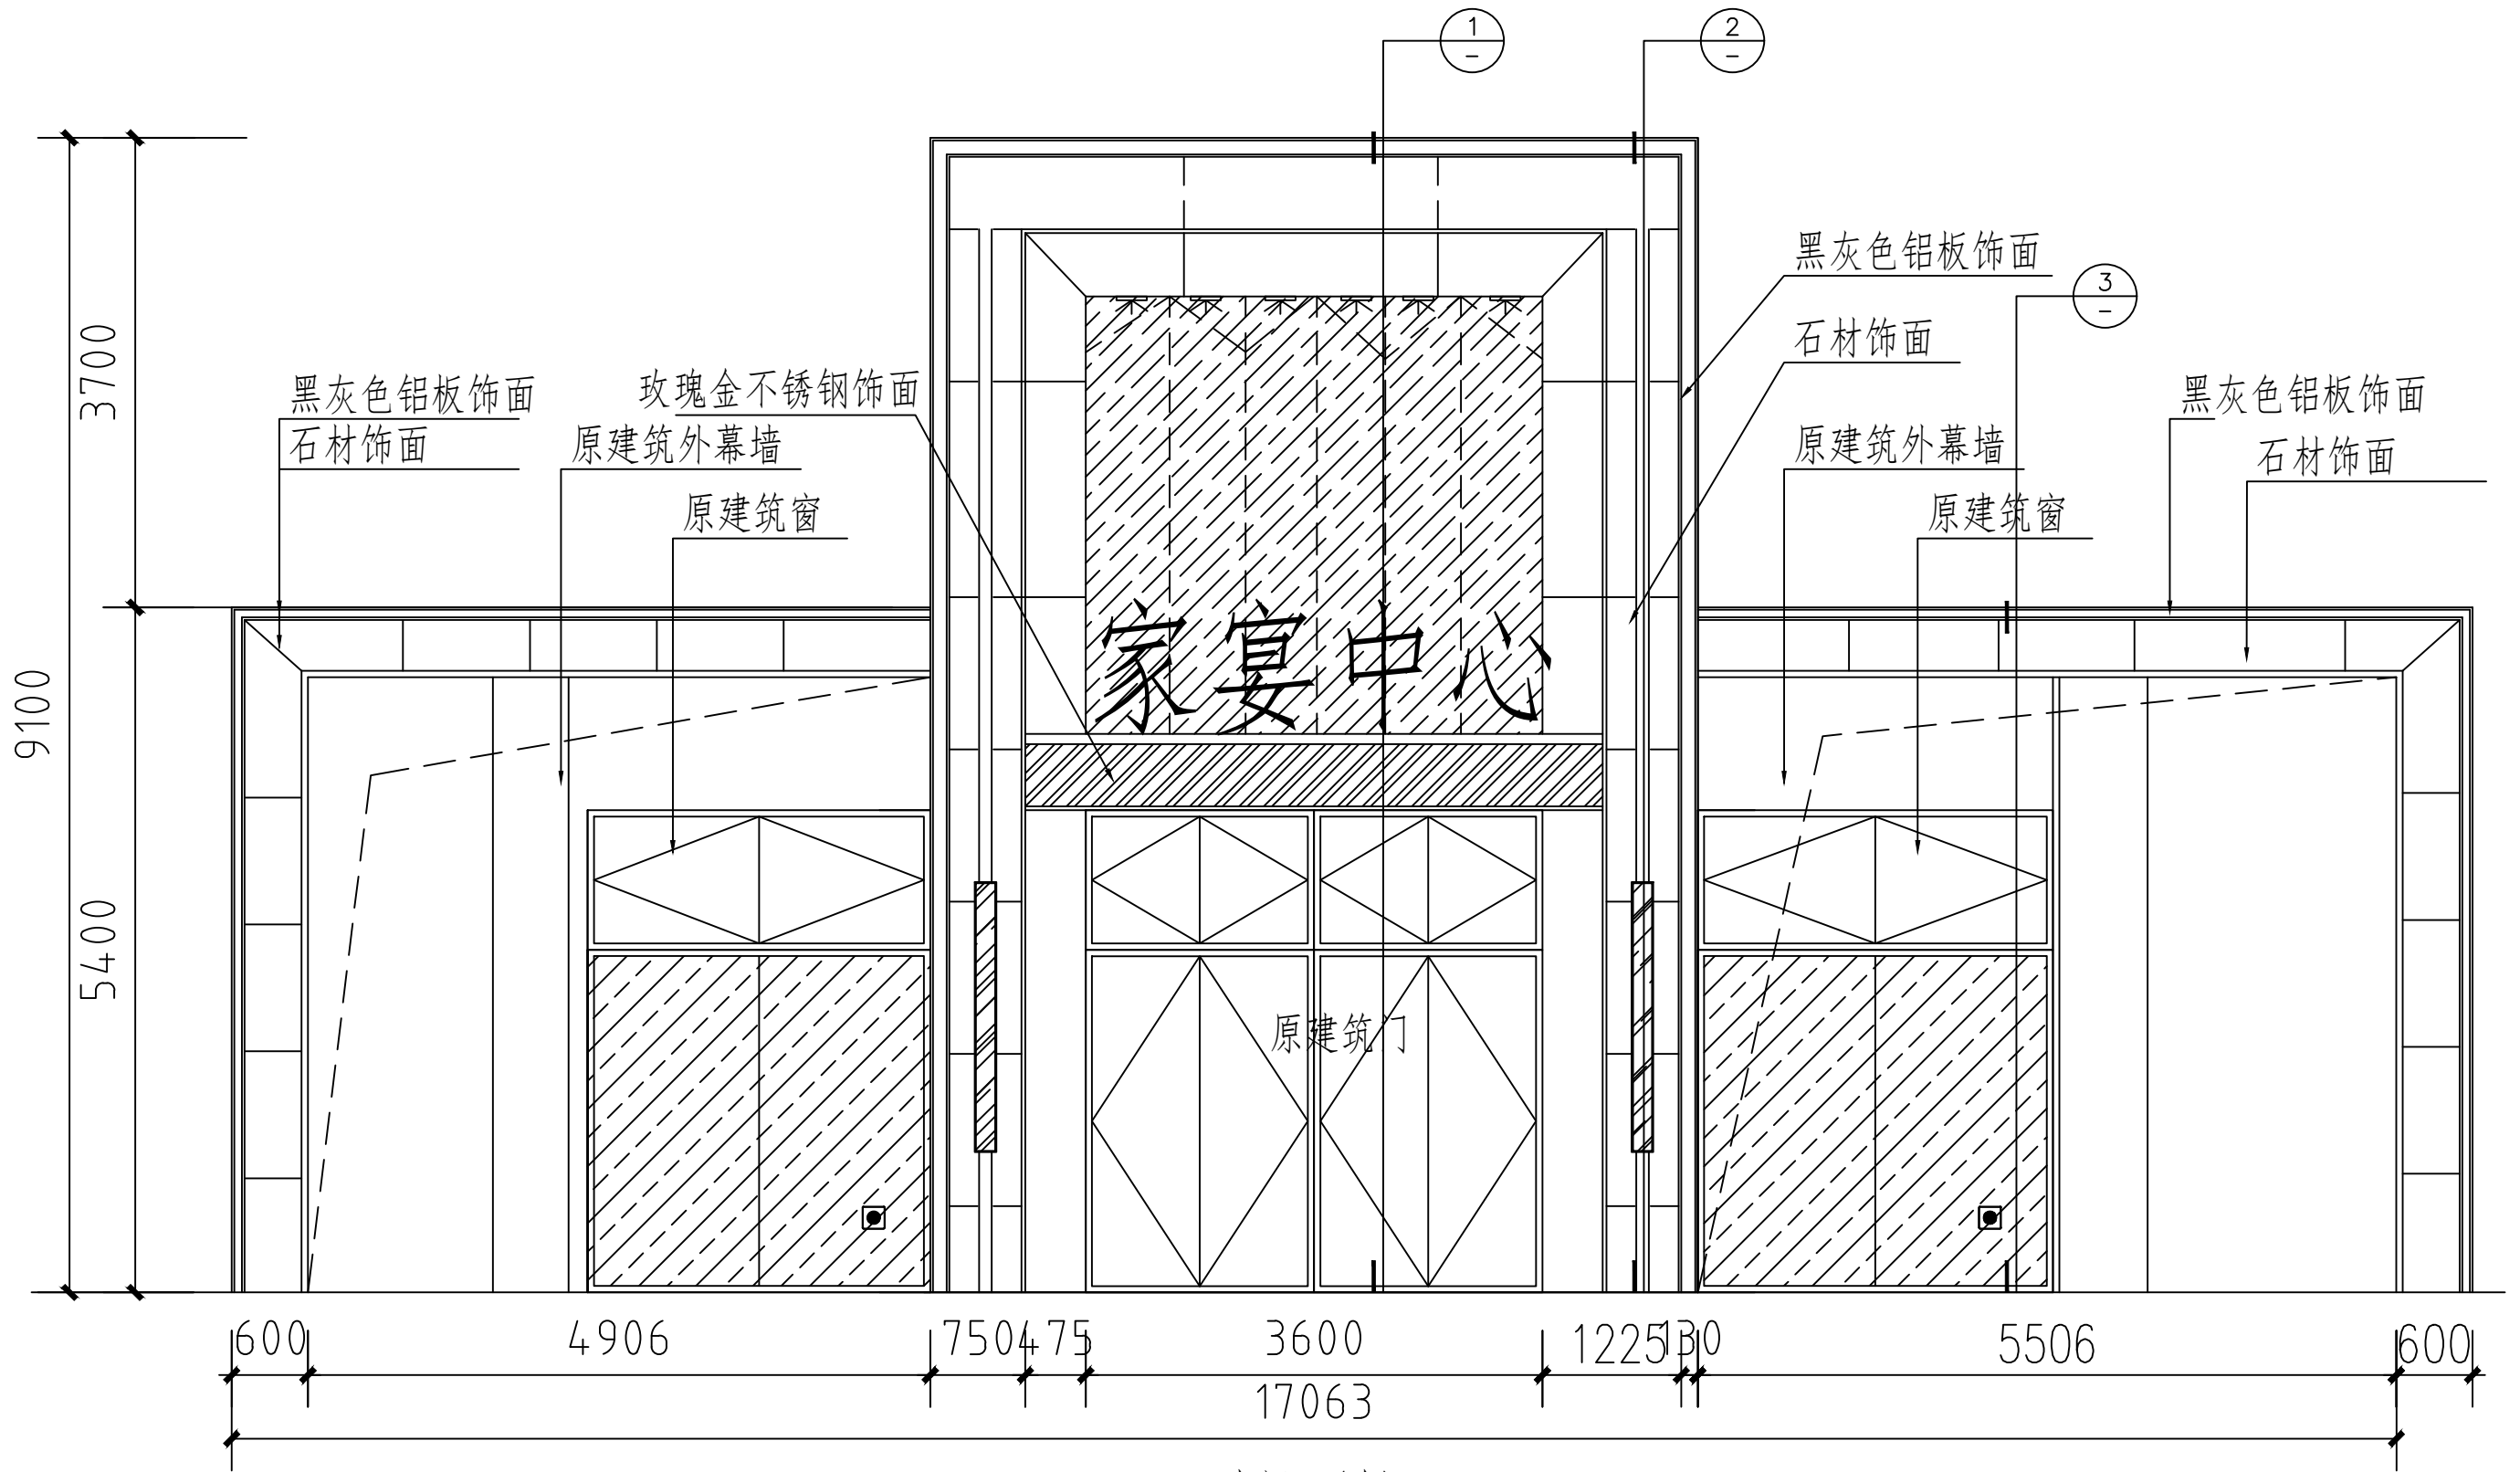 1
–
2
–
黑灰色铝板饰面
3
–
石材饰面
3700
黑灰色铝板饰面
石材饰面
玫瑰金不锈钢饰面
原建筑外幕墙
原建筑窗
原建筑外幕墙
原建筑窗
黑灰色铝板饰面
石材饰面
9100
家宴中心
5400
原建筑门
600
4906
750
475
3600
1225
130
5506
600
17063